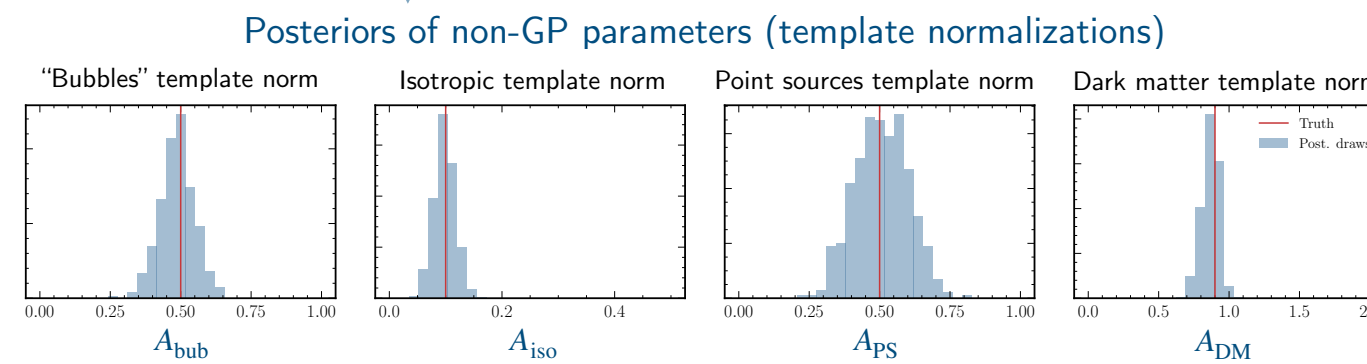 Posteriors of non-GP parameters (template normalizations)
“Bubbles” template norm
Isotropic template norm
Point sources template norm
Dark matter template norm
Truth
Post. draws
0.00 0.25 0.50 0.75 1.00
0.0 0.2 0.4
0.00 0.25 0.50 0.75 1.00
0.0 0.5 1.0 1.5 2
A_bub
A_iso
A_PS
A_DM